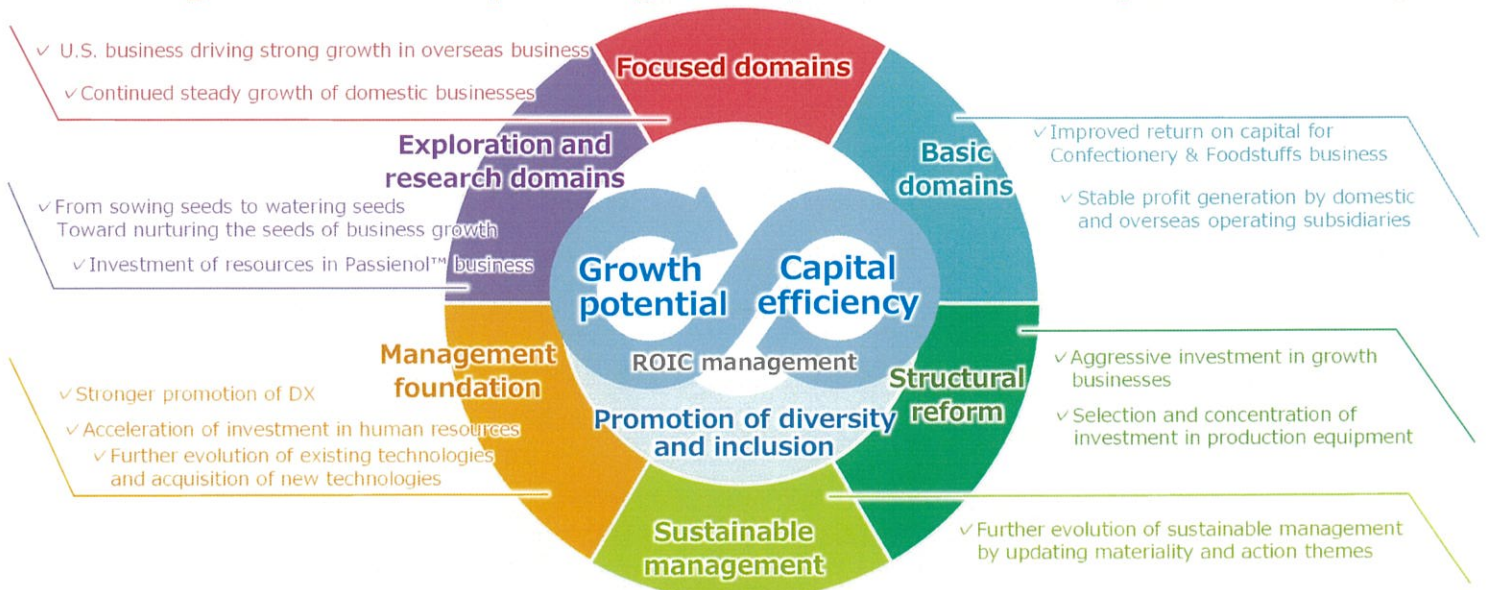 ✓ U.S. business driving strong growth in overseas business
✓ Continued steady growth of domestic businesses
Focused domains
Exploration and
research domains
✓ From sowing seeds to watering seeds
Toward nurturing the seeds of business growth
✓ Investment of resources in Passienol™ business
Basic
domains
✓ Improved return on capital for
Confectionery & Foodstuffs business
✓ Stable profit generation by domestic
and overseas operating subsidiaries
Growth
potential
Capital
efficiency
ROIC management
Promotion of diversity
and inclusion
Management
foundation
✓ Stronger promotion of DX
✓ Acceleration of investment in human resources
✓ Further evolution of existing technologies
and acquisition of new technologies
Structural
reform
✓ Aggressive investment in growth
businesses
✓ Selection and concentration of
investment in production equipment
Sustainable
management
✓ Further evolution of sustainable management
by updating materiality and action themes